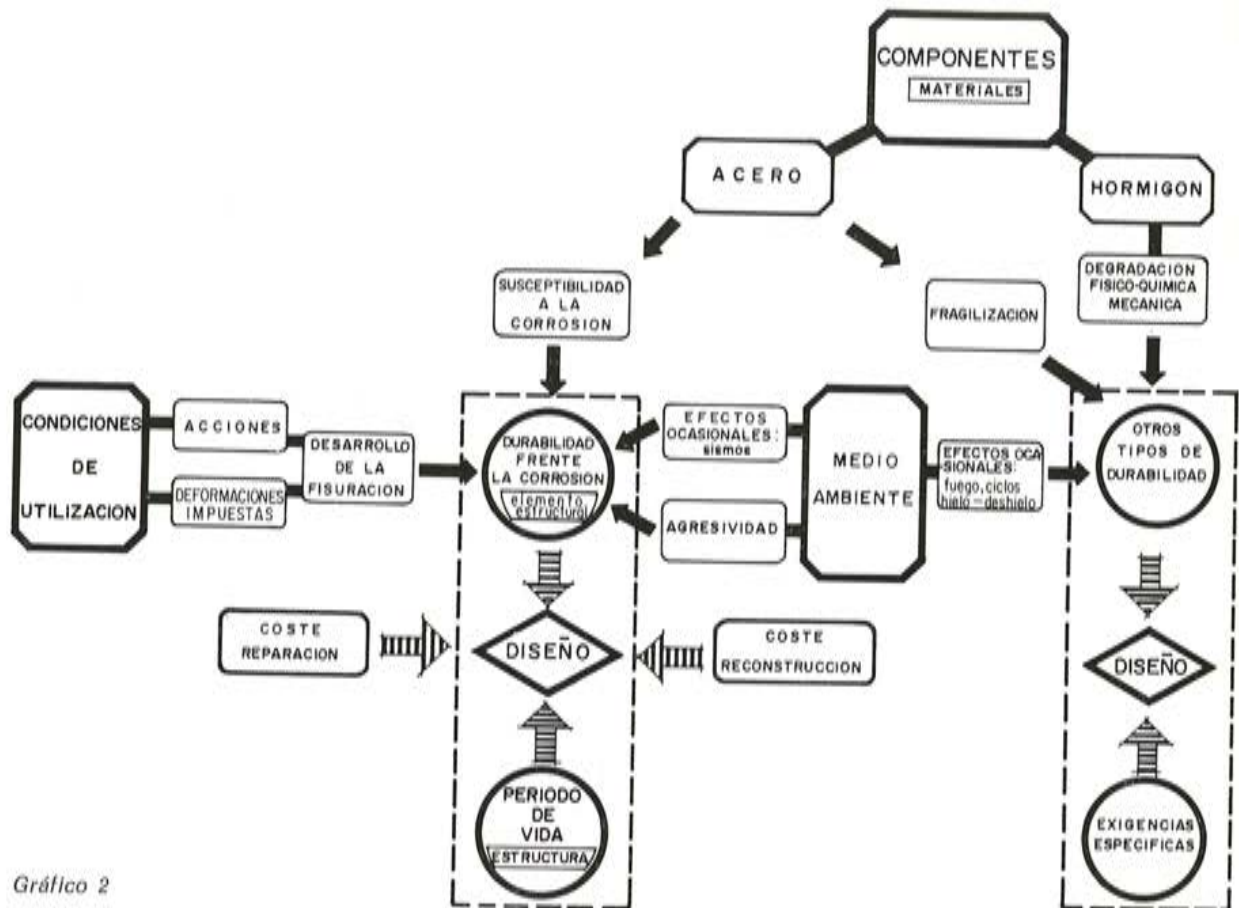 COMPONENTES
MATERIALES
ACERO
HORMIGON
SUSCEPTIBILIDAD
A LA
CORROSION
FRAGILIZACIÓN
DEGRADACION
FISICO-QUIMICA
MECANICA
CONDICIONES
DE
UTILIZACION
ACCIONES
DEFORMACIONES
IMPUESTAS
DESARROLLO
DE LA
FISURACION
DURABILIDAD
FRENTE
LA CORROSIÓN
elemento
estructural
EFECTOS
OCASIONALES:
sismos
AGRESIVIDAD
MEDIO
AMBIENTE
EFECTOS OCA
-SIONALES:
fuego, ciclos
hielo-deshielo
OTROS
TIPOS DE
DURABILIDAD
COSTE
REPARACION
DISEÑO
COSTE
RECONSTRUCCION
DISEÑO
PERIODO
DE
VIDA
ESTRUCTURA
EXIGENCIAS
ESPECIFICAS
Gráfico 2